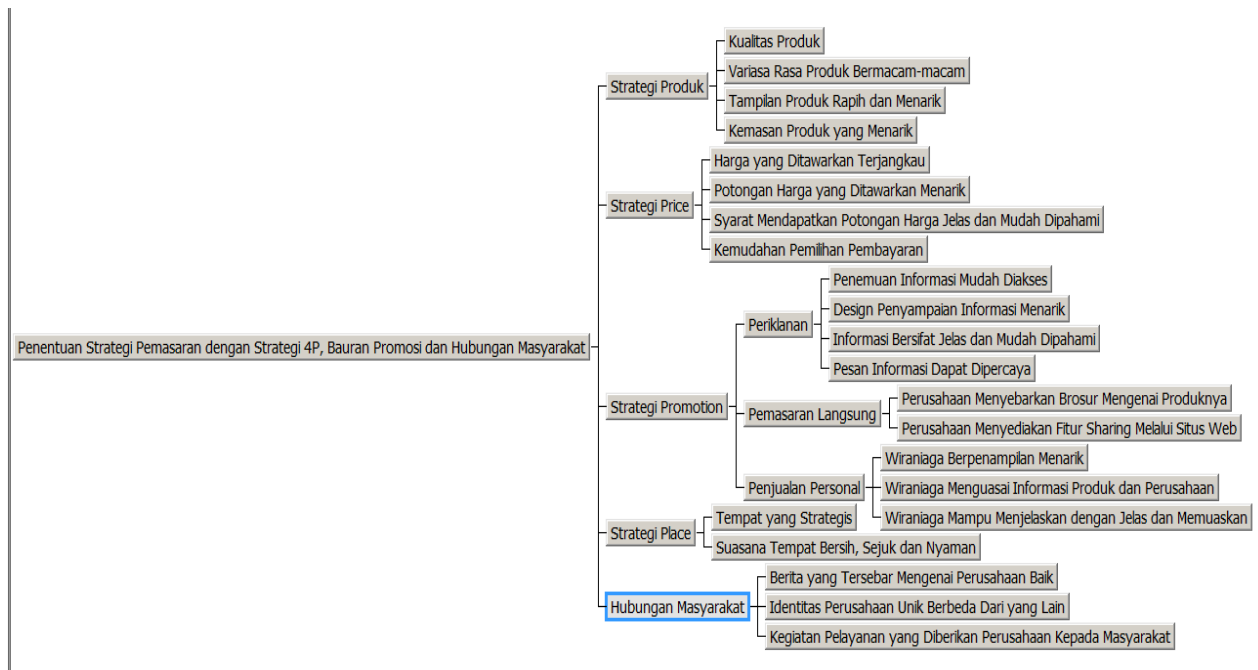 Penentuan Strategi Pemasaran dengan Strategi 4P, Bauran Promosi dan Hubungan Masyarakat
Strategi Produk
Kualitas Produk
Variasa Rasa Produk Bermacam-macam
Tampilan Produk Rapih dan Menarik
Kemasan Produk yang Menarik
Strategi Price
Harga yang Ditawarkan Terjangkau
Potongan Harga yang Ditawarkan Menarik
Syarat Mendapatkan Potongan Harga Jelas dan Mudah Dipahami
Kemudahan Pemilihan Pembayaran
Strategi Promotion
Periklanan
Penemuan Informasi Mudah Diakses
Design Penyampaian Informasi Menarik
Informasi Bersifat Jelas dan Mudah Dipahami
Pesan Informasi Dapat Dipercaya
Pemasaran Langsung
Perusahaan Menyebarkan Brosur Mengenai Produknya
Perusahaan Menyediakan Fitur Sharing Melalui Situs Web
Penjualan Personal
Wiraniaga Berpenampilan Menarik
Wiraniaga Menguasai Informasi Produk dan Perusahaan
Wiraniaga Mampu Menjelaskan dengan Jelas dan Memuaskan
Strategi Place
Tempat yang Strategis
Suasana Tempat Bersih, Sejuk dan Nyaman
Hubungan Masyarakat
Berita yang Tersebar Mengenai Perusahaan Baik
Identitas Perusahaan Unik Berbeda Dari yang Lain
Kegiatan Pelayanan yang Diberikan Perusahaan Kepada Masyarakat